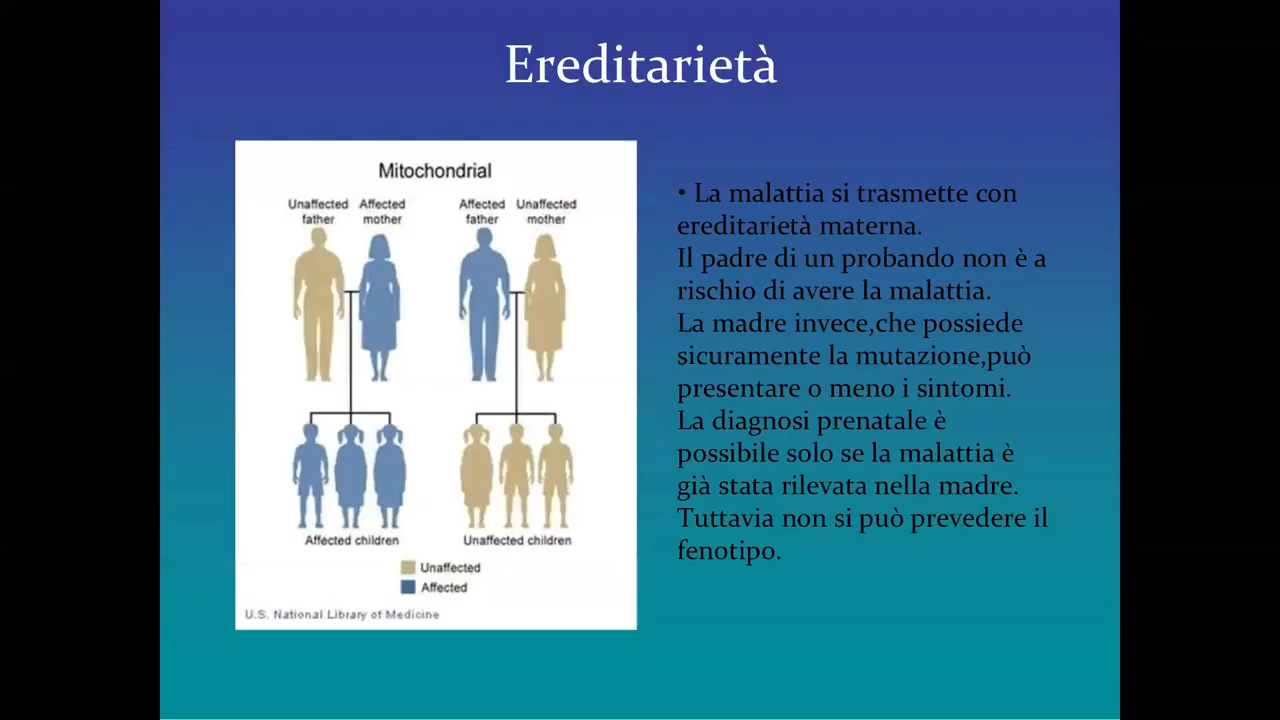 Ereditarietà
Mitochondrial
Unaffected father
Affected mother
Affected father
Unaffected mother
Affected children
Unaffected children
Unaffected
Affected
U.S. National Library of Medicine
• La malattia si trasmette con
ereditarietà materna.
Il padre di un probando non è a
rischio di avere la malattia.
La madre invece,che possiede
sicuramente la mutazione,può
presentare o meno i sintomi.
La diagnosi prenatale è
possibile solo se la malattia è
già stata rilevata nella madre.
Tuttavia non si può prevedere il
fenotipo.